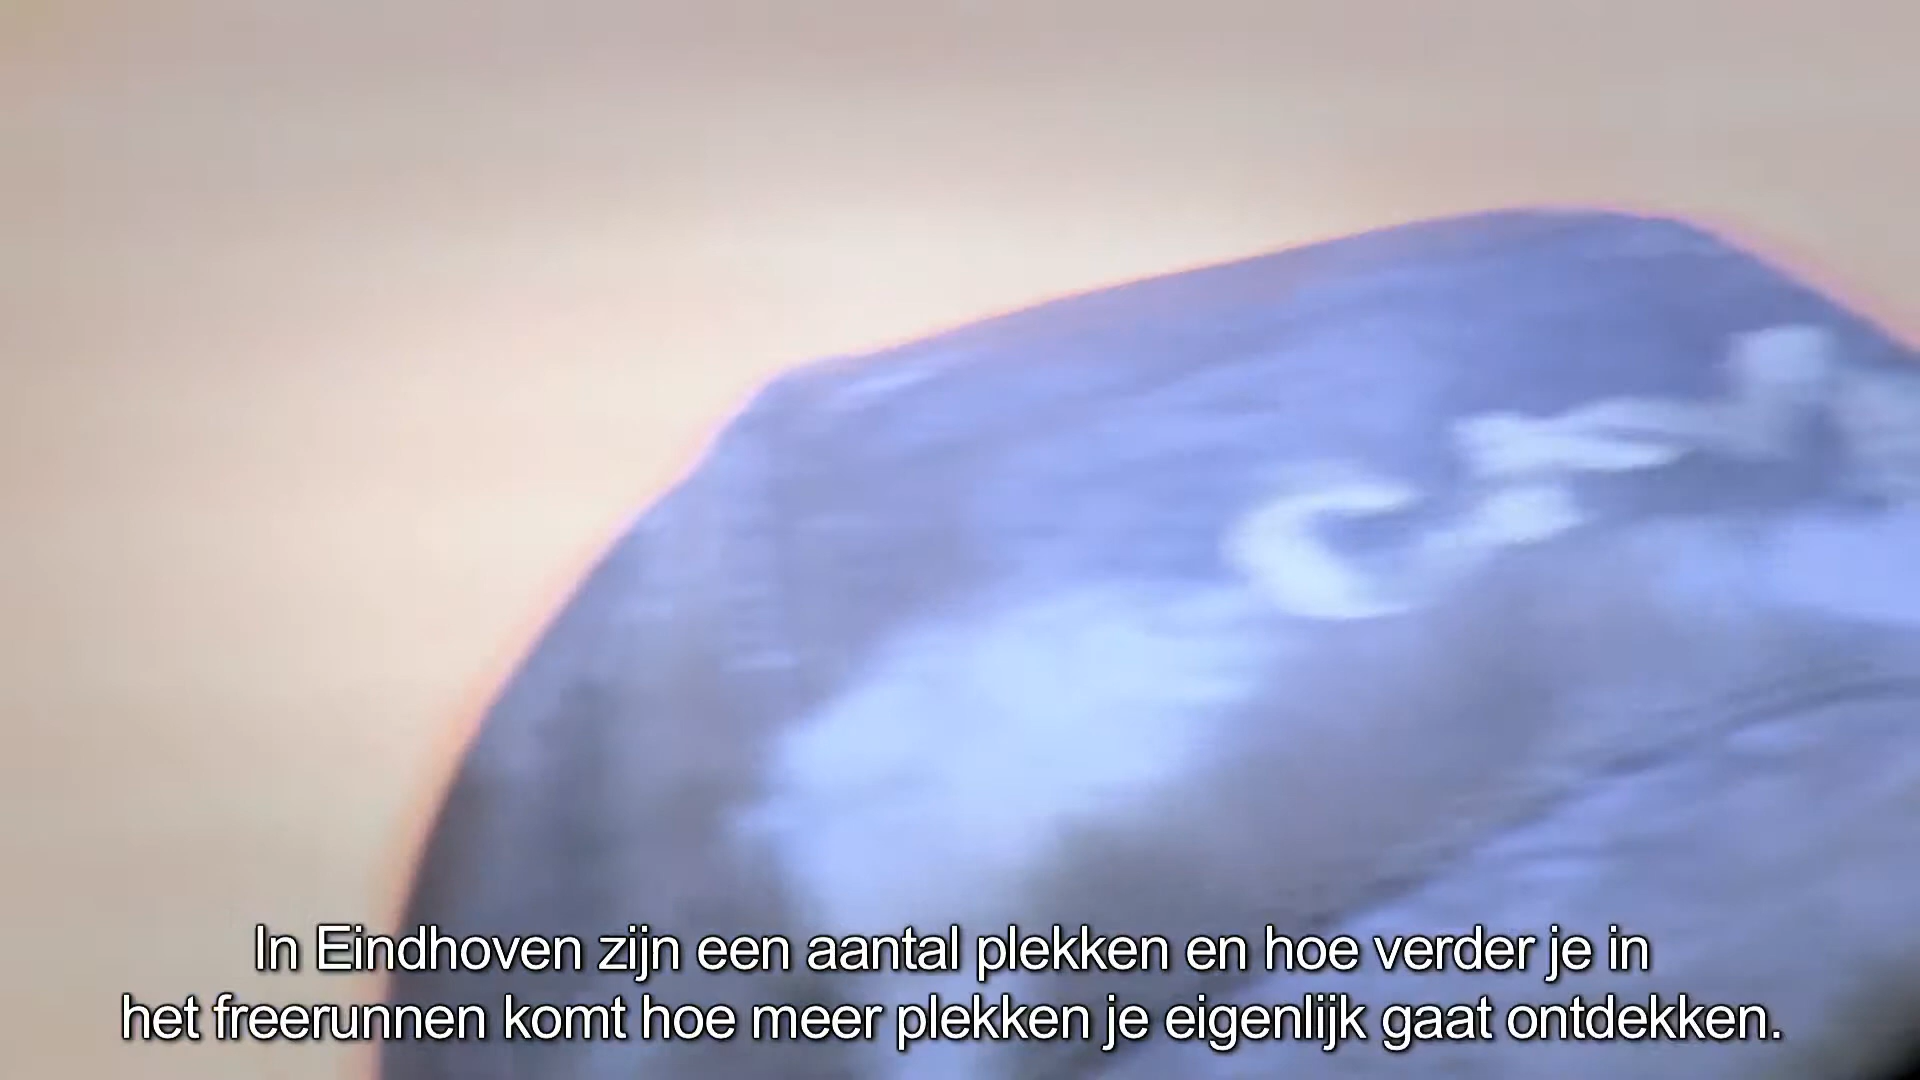 In Eindhoven zijn een aantal plekken en hoe verder je in
het freerunnen komt hoe meer plekken je eigenlijk gaat ontdekken.